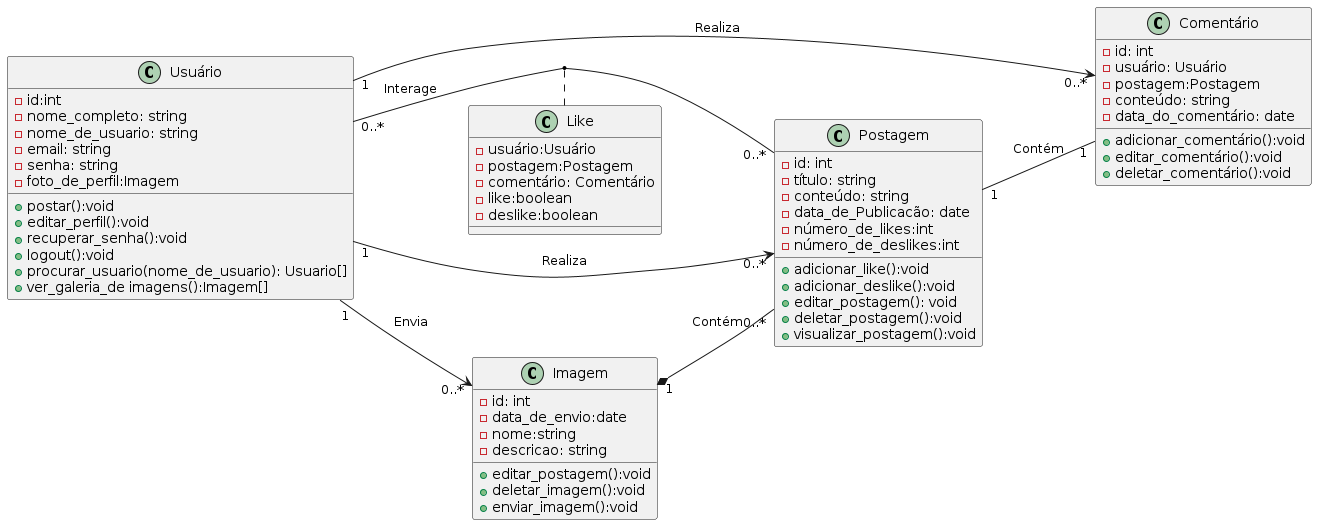 Usuário
id:int
nome_completo: string
nome_de_usuario: string
email: string
senha: string
foto_de_perfil:Imagem
postar():void
editar_perfil():void
recuperar_senha():void
logout():void
procurar_usuario(nome_de_usuario): Usuario[]
ver_galeria_de imagens():Imagem[]
Realiza
1
0..*
Interage
0..*
0..*
Like
usuário:Usuário
postagem:Postagem
comentário: Comentário
like:boolean
deslike:boolean
Realiza
1
0..*
Envia
1
0..*
Imagem
id: int
data_de_envio:date
nome:string
descricao: string
editar_postagem():void
deletar_imagem():void
enviar_imagem():void
Contém
0..*
1
Postagem
id: int
título: string
conteúdo: string
data_de_Publicacão: date
número_de_likes:int
número_de_deslikes:int
adicionar_like():void
adicionar_deslike():void
editar_postagem(): void
deletar_postagem():void
visualizar_postagem():void
Contém
1
1
Comentário
id: int
usuário: Usuário
postagem:Postagem
conteúdo: string
data_do_comentário: date
adicionar_comentário():void
editar_comentário():void
deletar_comentário():void